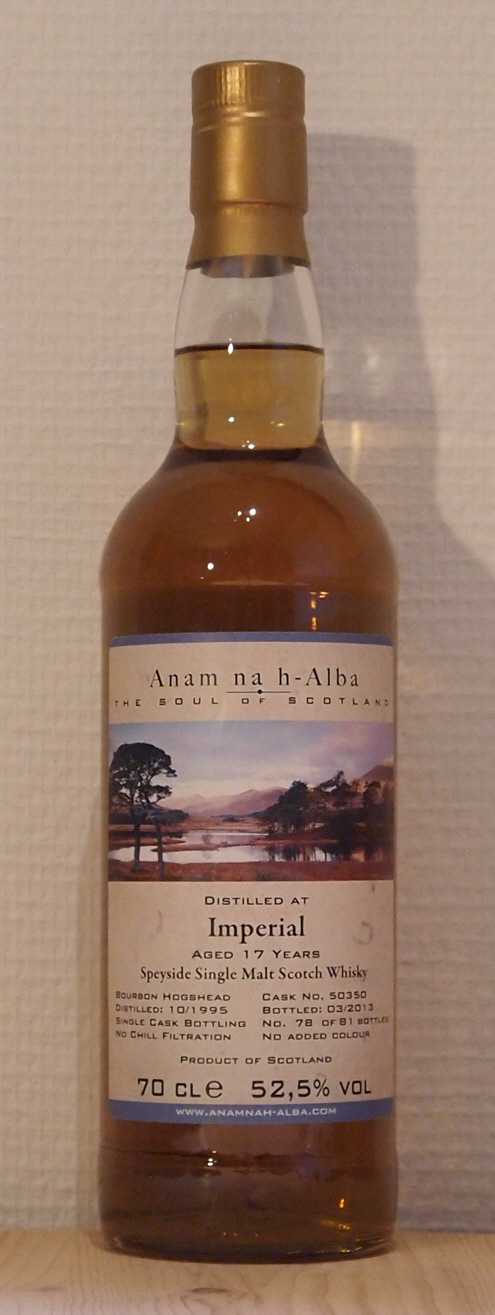 Anam na h-Alba
THE SOUL OF SCOTLAND
DISTILLED AT
Imperial
AGED 17 YEARS
Speyside Single Malt Scotch Whisky
BOURBON HOGSHEAD CASK NO. 50350
DISTILLED: 10/1995 BOTTLED: 03/2013
SINGLE CASK BOTTLING NO. 78 OF 81 BOTTLES
NO CHILL FILTRATION NO ADDED COLOUR
PRODUCT OF SCOTLAND
70 CL℮ 52,5% VOL
WWW.ANAMNAH-ALBA.COM